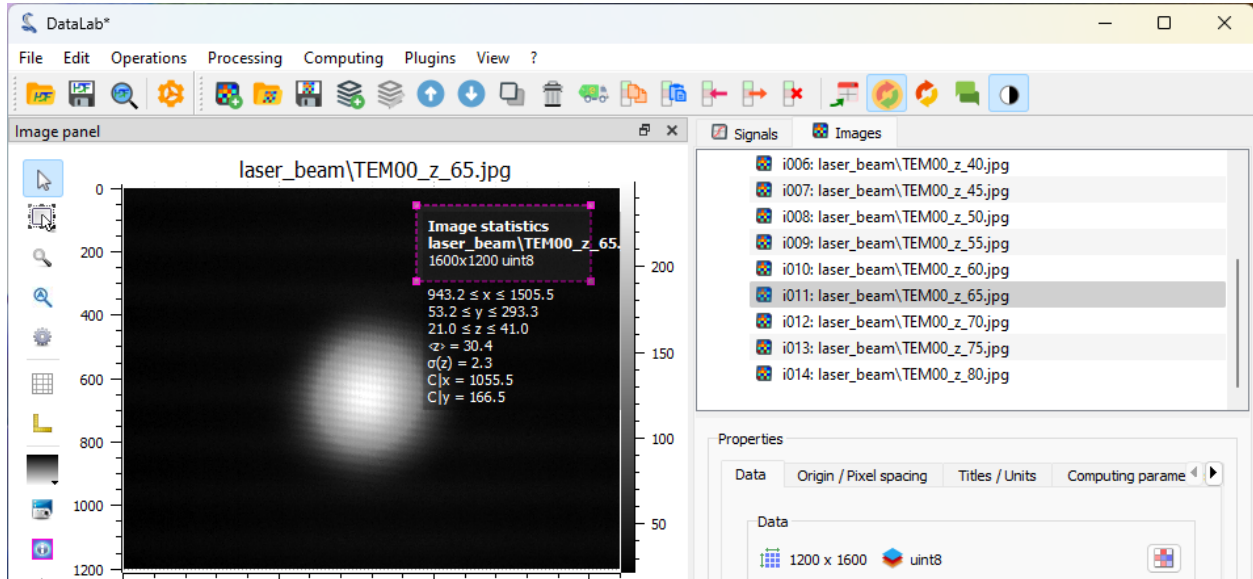 DataLab*
File Edit Operations Processing Computing Plugins View ?
Image panel
Signals Images
laser_beam\TEM00_z_65.jpg
0
200
400
600
800
1000
1200
Image statistics
laser_beam\TEM00_z_65.
1600x1200 uint8
943.2 ≤ x ≤ 1505.5
53.2 ≤ y ≤ 293.3
21.0 ≤ z ≤ 41.0
<z> = 30.4
σ(z) = 2.3
C|x = 1055.5
C|y = 166.5
200
150
100
50
i006: laser_beam\TEM00_z_40.jpg
i007: laser_beam\TEM00_z_45.jpg
i008: laser_beam\TEM00_z_50.jpg
i009: laser_beam\TEM00_z_55.jpg
i010: laser_beam\TEM00_z_60.jpg
i011: laser_beam\TEM00_z_65.jpg
i012: laser_beam\TEM00_z_70.jpg
i013: laser_beam\TEM00_z_75.jpg
i014: laser_beam\TEM00_z_80.jpg
Properties
Data Origin / Pixel spacing Titles / Units Computing parame
Data
1200 x 1600 uint8